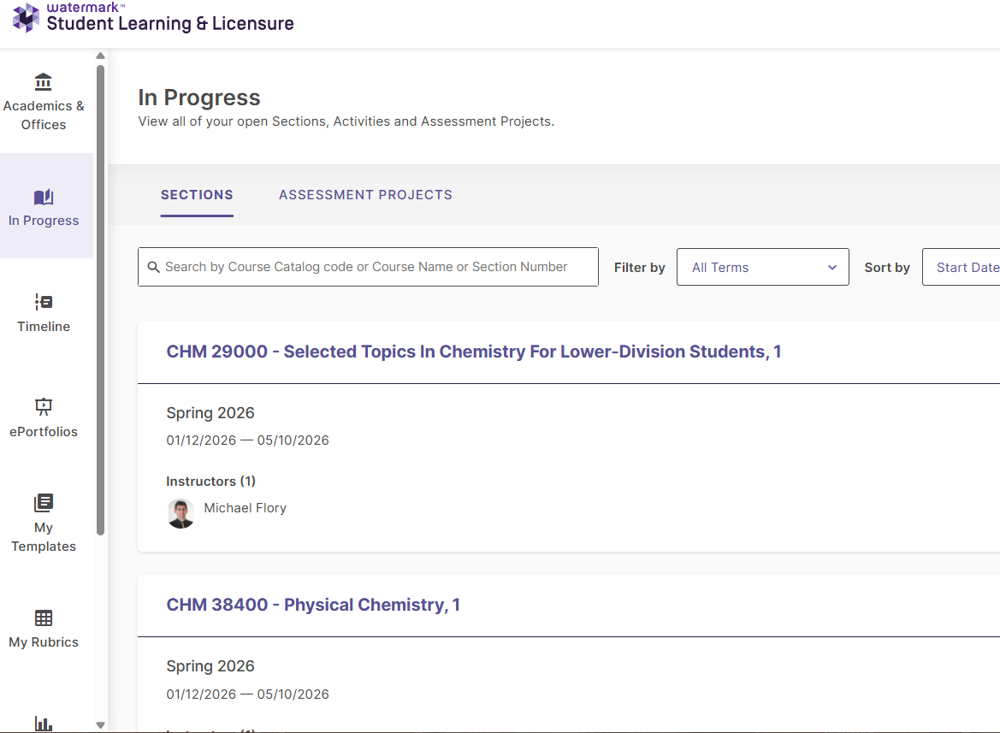 watermark™
Student Learning & Licensure
Academics &
Offices
In Progress
Timeline
ePortfolios
My
Templates
My Rubrics
In Progress
View all of your open Sections, Activities and Assessment Projects.
SECTIONS ASSESSMENT PROJECTS
Search by Course Catalog code or Course Name or Section Number Filter by All Terms Sort by Start Date
CHM 29000 - Selected Topics In Chemistry For Lower-Division Students, 1
Spring 2026
01/12/2026 — 05/10/2026
Instructors (1)
Michael Flory
CHM 38400 - Physical Chemistry, 1
Spring 2026
01/12/2026 — 05/10/2026